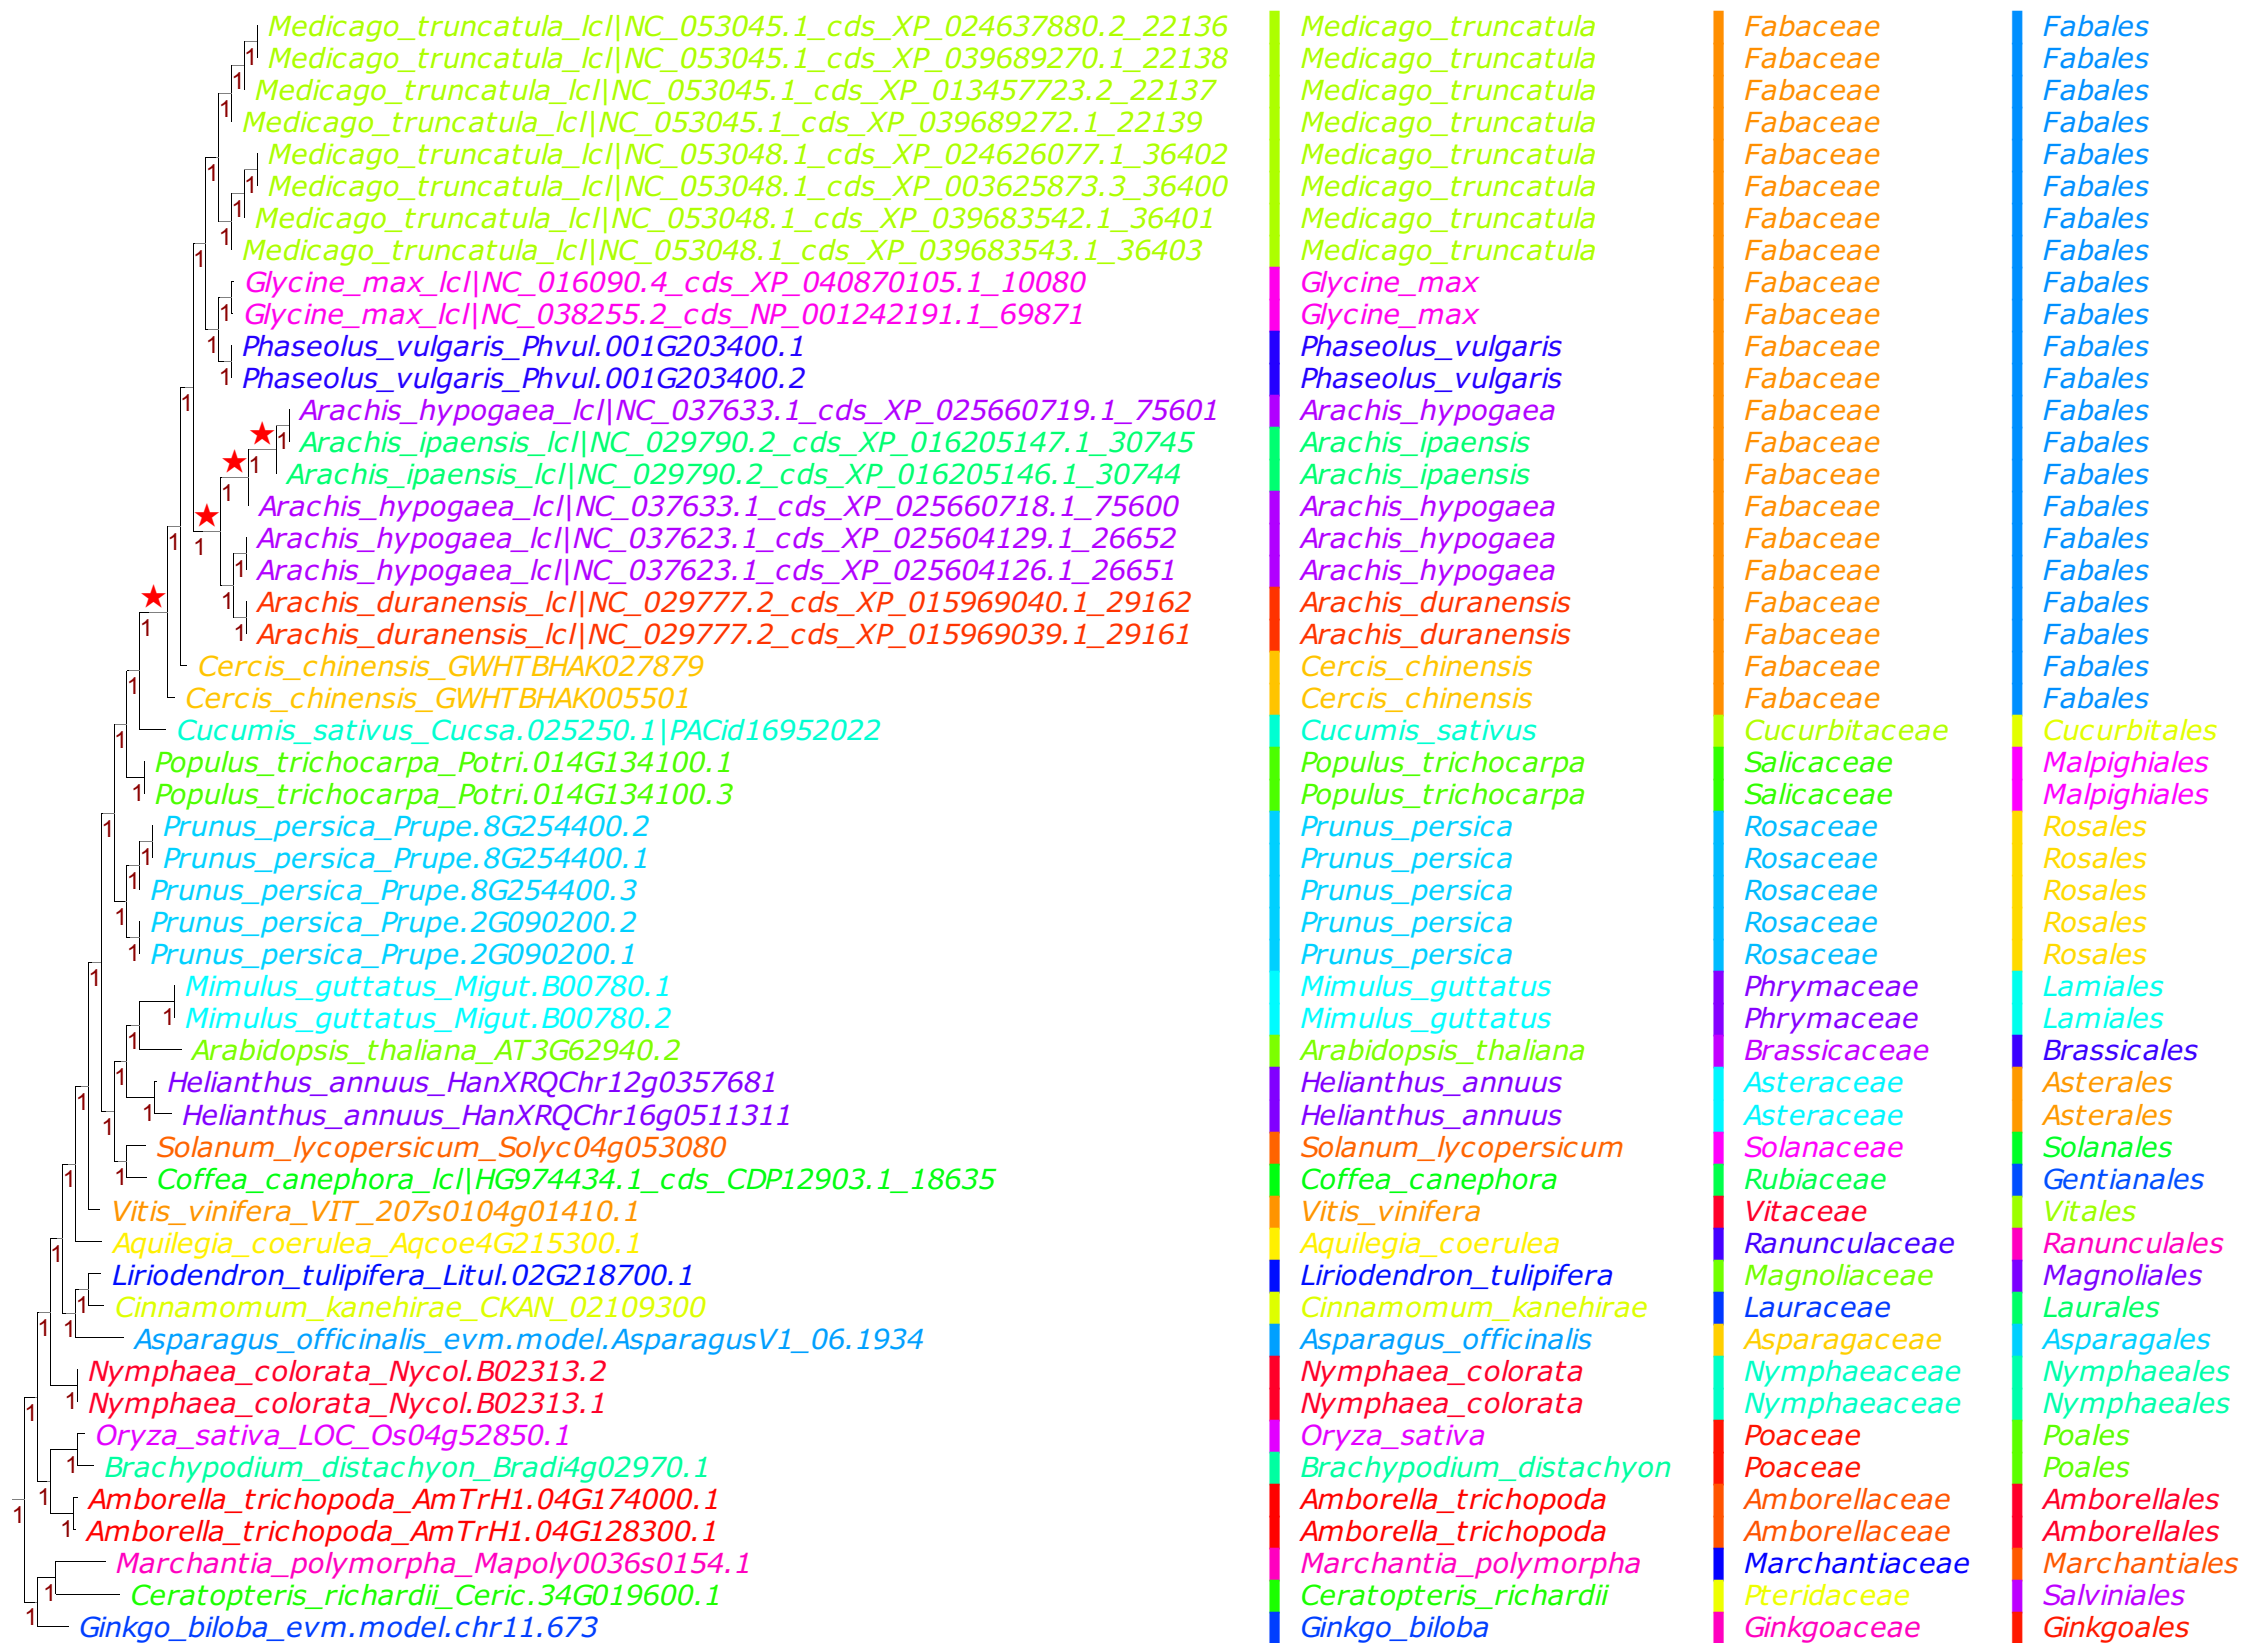 Medicago_truncatula_lcl|NC_053045.1_cds_XP_024637880.2_22136 Medicago_truncatula Fabaceae Fabales
Medicago_truncatula_lcl|NC_053045.1_cds_XP_039689270.1_22138 Medicago_truncatula Fabaceae Fabales
Medicago_truncatula_lcl|NC_053045.1_cds_XP_013457723.2_22137 Medicago_truncatula Fabaceae Fabales
Medicago_truncatula_lcl|NC_053045.1_cds_XP_039689272.1_22139 Medicago_truncatula Fabaceae Fabales
Medicago_truncatula_lcl|NC_053048.1_cds_XP_024626077.1_36402 Medicago_truncatula Fabaceae Fabales
Medicago_truncatula_lcl|NC_053048.1_cds_XP_003625873.3_36400 Medicago_truncatula Fabaceae Fabales
Medicago_truncatula_lcl|NC_053048.1_cds_XP_039683542.1_36401 Medicago_truncatula Fabaceae Fabales
Medicago_truncatula_lcl|NC_053048.1_cds_XP_039683543.1_36403 Medicago_truncatula Fabaceae Fabales
Glycine_max_lcl|NC_016090.4_cds_XP_040870105.1_10080 Glycine_max Fabaceae Fabales
Glycine_max_lcl|NC_038255.2_cds_NP_001242191.1_69871 Glycine_max Fabaceae Fabales
Phaseolus_vulgaris_Phvul.001G203400.1 Phaseolus_vulgaris Fabaceae Fabales
Phaseolus_vulgaris_Phvul.001G203400.2 Phaseolus_vulgaris Fabaceae Fabales
Arachis_hypogaea_lcl|NC_037633.1_cds_XP_025660719.1_75601 Arachis_hypogaea Fabaceae Fabales
Arachis_ipaensis_lcl|NC_029790.2_cds_XP_016205147.1_30745 Arachis_ipaensis Fabaceae Fabales
Arachis_ipaensis_lcl|NC_029790.2_cds_XP_016205146.1_30744 Arachis_ipaensis Fabaceae Fabales
Arachis_hypogaea_lcl|NC_037633.1_cds_XP_025660718.1_75600 Arachis_hypogaea Fabaceae Fabales
Arachis_hypogaea_lcl|NC_037623.1_cds_XP_025604129.1_26652 Arachis_hypogaea Fabaceae Fabales
Arachis_hypogaea_lcl|NC_037623.1_cds_XP_025604126.1_26651 Arachis_hypogaea Fabaceae Fabales
Arachis_duranensis_lcl|NC_029777.2_cds_XP_015969040.1_29162 Arachis_duranensis Fabaceae Fabales
Arachis_duranensis_lcl|NC_029777.2_cds_XP_015969039.1_29161 Arachis_duranensis Fabaceae Fabales
Cercis_chinensis_GWHTBHAK027879 Cercis_chinensis Fabaceae Fabales
Cercis_chinensis_GWHTBHAK005501 Cercis_chinensis Fabaceae Fabales
Cucumis_sativus_Cucsa.025250.1|PACid16952022 Cucumis_sativus Cucurbitaceae Cucurbitales
Populus_trichocarpa_Potri.014G134100.1 Populus_trichocarpa Salicaceae Malpighiales
Populus_trichocarpa_Potri.014G134100.3 Populus_trichocarpa Salicaceae Malpighiales
Prunus_persica_Prupe.8G254400.2 Prunus_persica Rosaceae Rosales
Prunus_persica_Prupe.8G254400.1 Prunus_persica Rosaceae Rosales
Prunus_persica_Prupe.8G254400.3 Prunus_persica Rosaceae Rosales
Prunus_persica_Prupe.2G090200.2 Prunus_persica Rosaceae Rosales
Prunus_persica_Prupe.2G090200.1 Prunus_persica Rosaceae Rosales
Mimulus_guttatus_Migut.B00780.1 Mimulus_guttatus Phrymaceae Lamiales
Mimulus_guttatus_Migut.B00780.2 Mimulus_guttatus Phrymaceae Lamiales
Arabidopsis_thaliana_AT3G62940.2 Arabidopsis_thaliana Brassicaceae Brassicales
Helianthus_annuus_HanXRQChr12g0357681 Helianthus_annuus Asteraceae Asterales
Helianthus_annuus_HanXRQChr16g0511311 Helianthus_annuus Asteraceae Asterales
Solanum_lycopersicum_Solyc04g053080 Solanum_lycopersicum Solanaceae Solanales
Coffea_canephora_lcl|HG974434.1_cds_CDP12903.1_18635 Coffea_canephora Rubiaceae Gentianales
Vitis_vinifera_VIT_207s0104g01410.1 Vitis_vinifera Vitaceae Vitales
Aquilegia_coerulea_Aqcoe4G215300.1 Aquilegia_coerulea Ranunculaceae Ranunculales
Liriodendron_tulipifera_Litul.02G218700.1 Liriodendron_tulipifera Magnoliaceae Magnoliales
Cinnamomum_kanehirae_CKAN_02109300 Cinnamomum_kanehirae Lauraceae Laurales
Asparagus_officinalis_evm.model.AsparagusV1_06.1934 Asparagus_officinalis Asparagaceae Asparagales
Nymphaea_colorata_Nycol.B02313.2 Nymphaea_colorata Nymphaeaceae Nymphaeales
Nymphaea_colorata_Nycol.B02313.1 Nymphaea_colorata Nymphaeaceae Nymphaeales
Oryza_sativa_LOC_Os04g52850.1 Oryza_sativa Poaceae Poales
Brachypodium_distachyon_Bradi4g02970.1 Brachypodium_distachyon Poaceae Poales
Amborella_trichopoda_AmTrH1.04G174000.1 Amborella_trichopoda Amborellaceae Amborellales
Amborella_trichopoda_AmTrH1.04G128300.1 Amborella_trichopoda Amborellaceae Amborellales
Marchantia_polymorpha_Mapoly0036s0154.1 Marchantia_polymorpha Marchantiaceae Marchantiales
Ceratopteris_richardii_Ceric.34G019600.1 Ceratopteris_richardii Pteridaceae Salviniales
Ginkgo_biloba_evm.model.chr11.673 Ginkgo_biloba Ginkgoaceae Ginkgoales